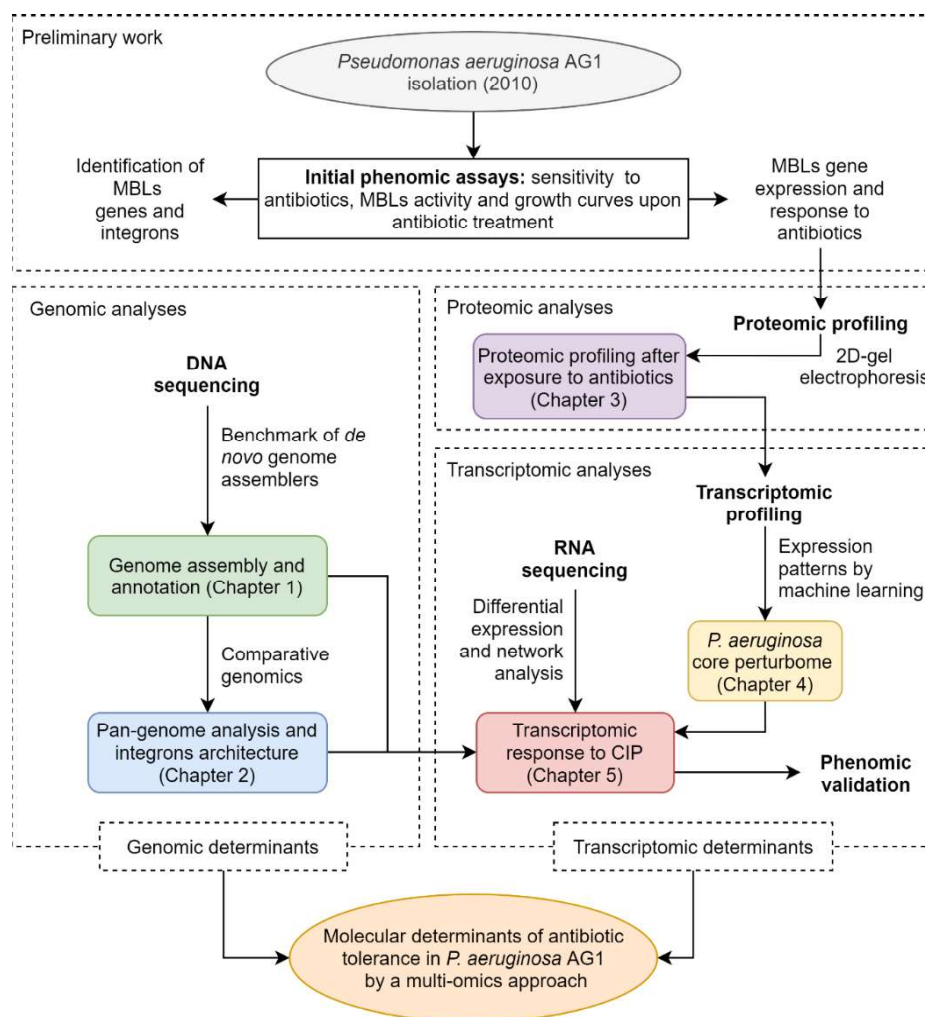 Preliminary work
Pseudomonas aeruginosa AG1
isolation (2010)
Identification of
MBLs
genes and
integrons
Initial phenomic assays: sensitivity to
antibiotics, MBLs activity and growth curves upon
antibiotic treatment
MBLs gene
expression and
response to
antibiotics
Genomic analyses
DNA
sequencing
Benchmark of de
novo genome
assemblers
Genome assembly and
annotation (Chapter 1)
Comparative
genomics
Pan-genome analysis and
integrons architecture
(Chapter 2)
Proteomic analyses
Proteomic profiling
2D-gel
electrophoresis
Proteomic profiling after
exposure to antibiotics
(Chapter 3)
Transcriptomic analyses
Transcriptomic
profiling
Expression
patterns by
machine learning
RNA
sequencing
Differential
expression
and network
analysis
P. aeruginosa
core perturbome
(Chapter 4)
Transcriptomic
response to CIP
(Chapter 5)
Phenomic
validation
Genomic determinants
Transcriptomic determinants
Molecular determinants of antibiotic
tolerance in P. aeruginosa AG1
by a multi-omics approach